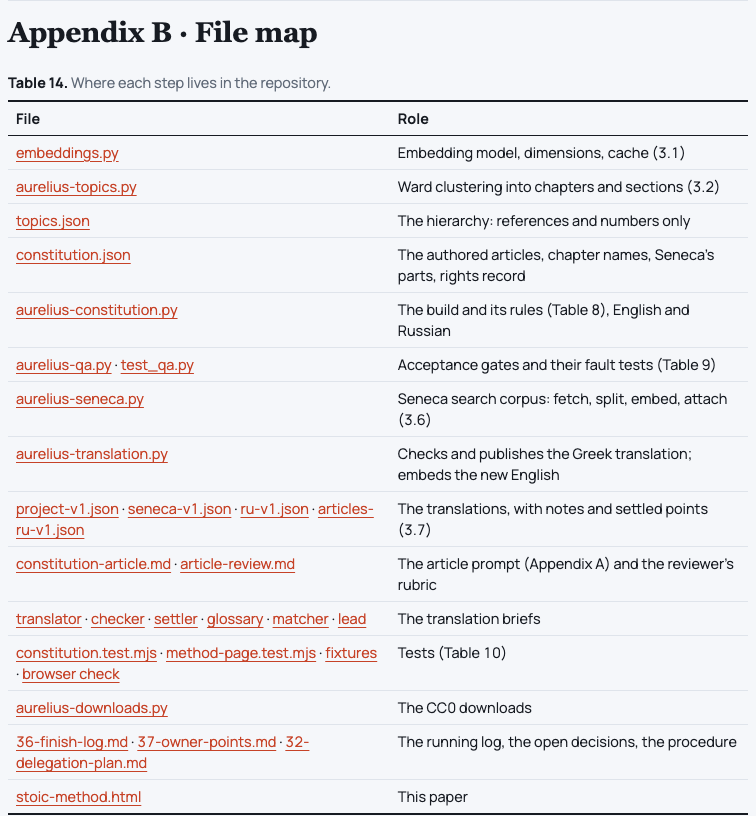 Appendix B · File map
Table 14. Where each step lives in the repository.
File Role
embeddings.py Embedding model, dimensions, cache (3.1)
aurelius-topics.py Ward clustering into chapters and sections (3.2)
topics.json The hierarchy: references and numbers only
constitution.json The authored articles, chapter names, Seneca's
parts, rights record
aurelius-constitution.py The build and its rules (Table 8), English and
Russian
aurelius-qa.py · test_qa.py Acceptance gates and their fault tests (Table 9)
aurelius-seneca.py Seneca search corpus: fetch, split, embed, attach
(3.6)
aurelius-translation.py Checks and publishes the Greek translation;
embeds the new English
project-v1.json · seneca-v1.json · ru-v1.json · articles- The translations, with notes and settled points
ru-v1.json (3.7)
constitution-article.md · article-review.md The article prompt (Appendix A) and the reviewer's
rubric
translator · checker · settler · glossary · matcher · lead The translation briefs
constitution.test.mjs · method-page.test.mjs · fixtures Tests (Table 10)
· browser check
aurelius-downloads.py The CC0 downloads
36-finish-log.md · 37-owner-points.md · 32- The running log, the open decisions, the procedure
delegation-plan.md
stoic-method.html This paper